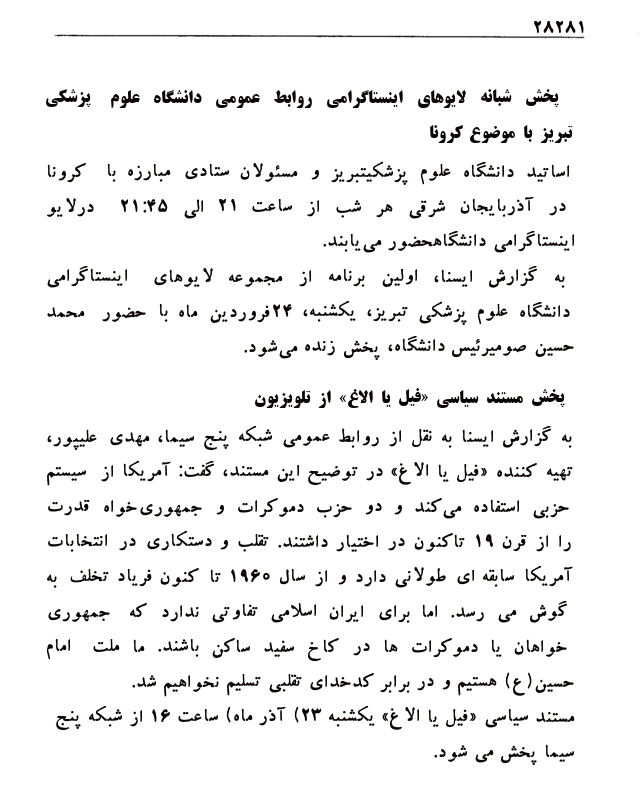 ۲۸۲۸۱
پخش شبانه لایوهای اینستاگرامی روابط عمومی دانشگاه علوم پزشکی
تبریز با موضوع کرونا
اساتید دانشگاه علوم پزشکیتبریز و مسئولان ستادی مبارزه با کرونا
در آذربایجان شرقی هر شب از ساعت ۲۱ الی ۲۱:۴۵ درلایو
اینستاگرامی دانشگاهحضور می‌یابند.
به گزارش ایسنا، اولین برنامه از مجموعه لایوهای اینستاگرامی
دانشگاه علوم پزشکی تبریز، یکشنبه، ۲۴فروردین ماه با حضور محمد
حسین صومیرئیس دانشگاه، پخش زنده می‌شود.
پخش مستند سیاسی «فیل یا الاغ» از تلویزیون
به گزارش ایسنا به نقل از روابط عمومی شبکه پنج سیما، مهدی علیپور،
تهیه کننده «فیل یا الاغ» در توضیح این مستند، گفت: آمریکا از سیستم
حزبی استفاده می‌کند و دو حزب دموکرات و جمهوری‌خواه قدرت
را از قرن ۱۹ تاکنون در اختیار داشتند. تقلب و دستکاری در انتخابات
آمریکا سابقه ای طولانی دارد و از سال ۱۹۶۰ تا کنون فریاد تخلف به
گوش می رسد. اما برای ایران اسلامی تفاوتی ندارد که جمهوری
خواهان یا دموکرات ها در کاخ سفید ساکن باشند. ما ملت امام
حسین(ع) هستیم و در برابر کدخدای تقلبی تسلیم نخواهیم شد.
مستند سیاسی «فیل یا الاغ» یکشنبه ۲۳) آذر ماه) ساعت ۱۶ از شبکه پنج
سیما پخش می شود.